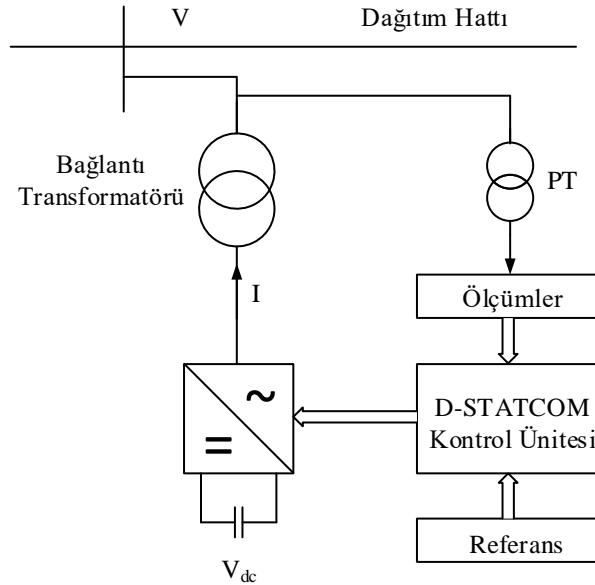 V
Dağıtım Hattı
Bağlantı
Transformatörü
PT
I
Ölçümler
~
=
D-STATCOM
Kontrol Ünitesi
Referans
Vdc